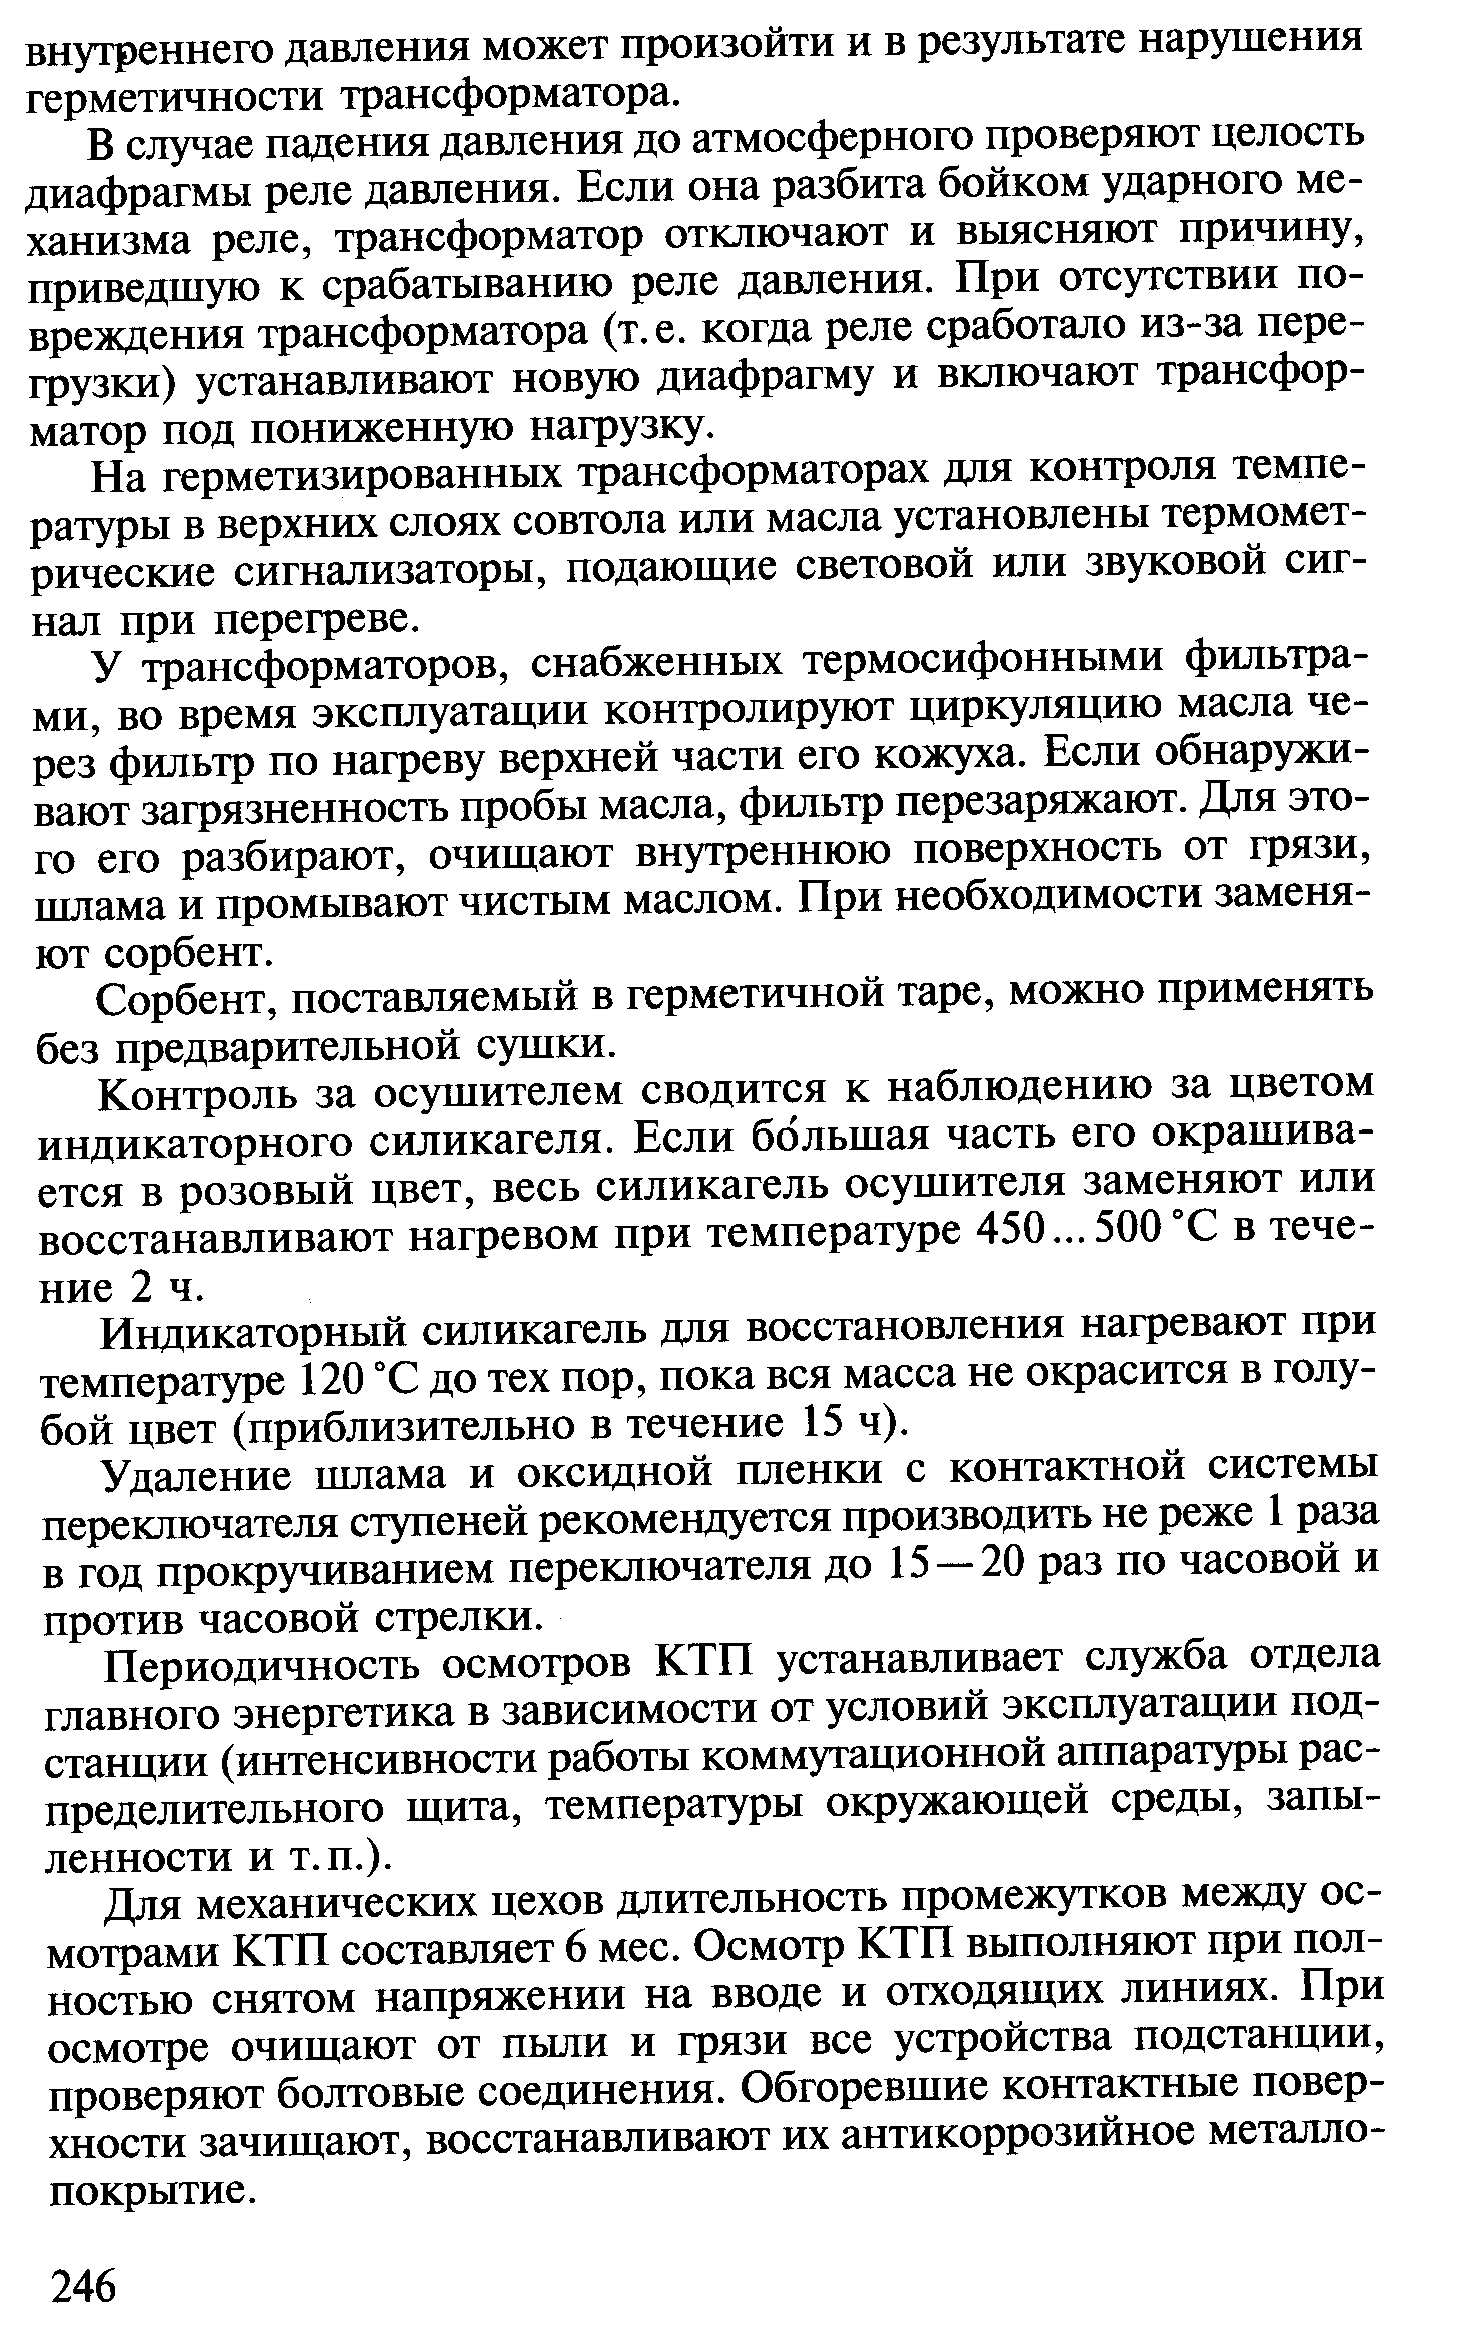 внутреннего давления может произойти и в результате нарушения
герметичности трансформатора.
В случае падения давления до атмосферного проверяют целость
диафрагмы реле давления. Если она разбита бойком ударного ме-
ханизма реле, трансформатор отключают и выясняют причину,
приведшую к срабатыванию реле давления. При отсутствии по-
вреждения трансформатора (т. е. когда реле сработало из-за пере-
грузки) устанавливают новую диафрагму и включают трансфор-
матор под пониженную нагрузку.
На герметизированных трансформаторах для контроля темпе-
ратуры в верхних слоях совтола или масла установлены термомет-
рические сигнализаторы, подающие световой или звуковой сиг-
нал при перегреве.
У трансформаторов, снабженных термосифонными фильтра-
ми, во время эксплуатации контролируют циркуляцию масла че-
рез фильтр по нагреву верхней части его кожуха. Если обнаружи-
вают загрязненность пробы масла, фильтр перезаряжают. Для это-
го его разбирают, очищают внутреннюю поверхность от грязи,
шлама и промывают чистым маслом. При необходимости заменя-
ют сорбент.
Сорбент, поставляемый в герметичной таре, можно применять
без предварительной сушки.
Контроль за осушителем сводится к наблюдению за цветом
индикаторного силикагеля. Если бо́льшая часть его окрашива-
ется в розовый цвет, весь силикагель осушителя заменяют или
восстанавливают нагревом при температуре 450... 500 °С в тече-
ние 2 ч.
Индикаторный силикагель для восстановления нагревают при
температуре 120 °С до тех пор, пока вся масса не окрасится в голу-
бой цвет (приблизительно в течение 15 ч).
Удаление шлама и оксидной пленки с контактной системы
переключателя ступеней рекомендуется производить не реже 1 раза
в год прокручиванием переключателя до 15—20 раз по часовой и
против часовой стрелки.
Периодичность осмотров КТП устанавливает служба отдела
главного энергетика в зависимости от условий эксплуатации под-
станции (интенсивности работы коммутационной аппаратуры рас-
пределительного щита, температуры окружающей среды, запы-
ленности и т. п.).
Для механических цехов длительность промежутков между ос-
мотрами КТП составляет 6 мес. Осмотр КТП выполняют при пол-
ностью снятом напряжении на вводе и отходящих линиях. При
осмотре очищают от пыли и грязи все устройства подстанции,
проверяют болтовые соединения. Обгоревшие контактные повер-
хности зачищают, восстанавливают их антикоррозийное металло-
покрытие.
246